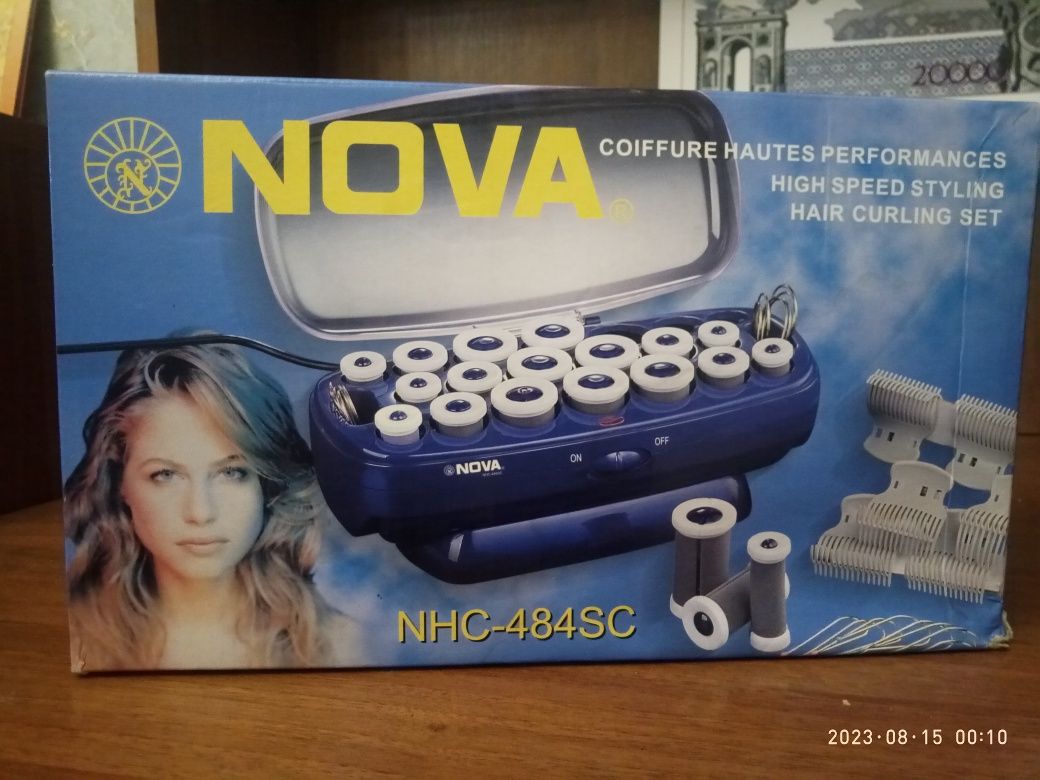 20000
NOVA®
COIFFURE HAUTES PERFORMANCES
HIGH SPEED STYLING
HAIR CURLING SET
NOVA
ON
OFF
NHC-484SC
2023·08·15 00:10